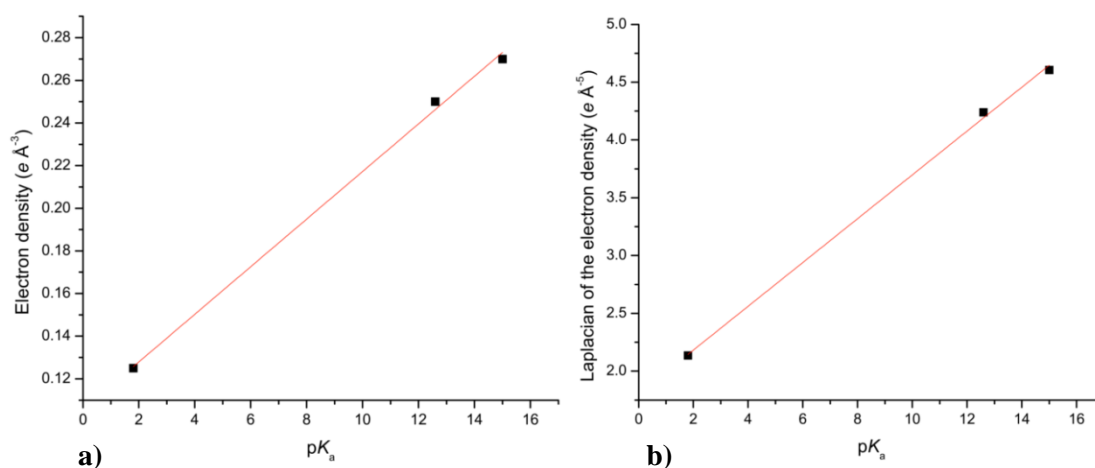 0.28
0.26
0.24
0.22
0.20
0.18
0.16
0.14
0.12
Electron density (e Å⁻³)
0 2 4 6 8 10 12 14 16
pKₐ
a)
5.0
4.5
4.0
3.5
3.0
2.5
2.0
Laplacian of the electron density (e Å⁻⁵)
0 2 4 6 8 10 12 14 16
pKₐ
b)